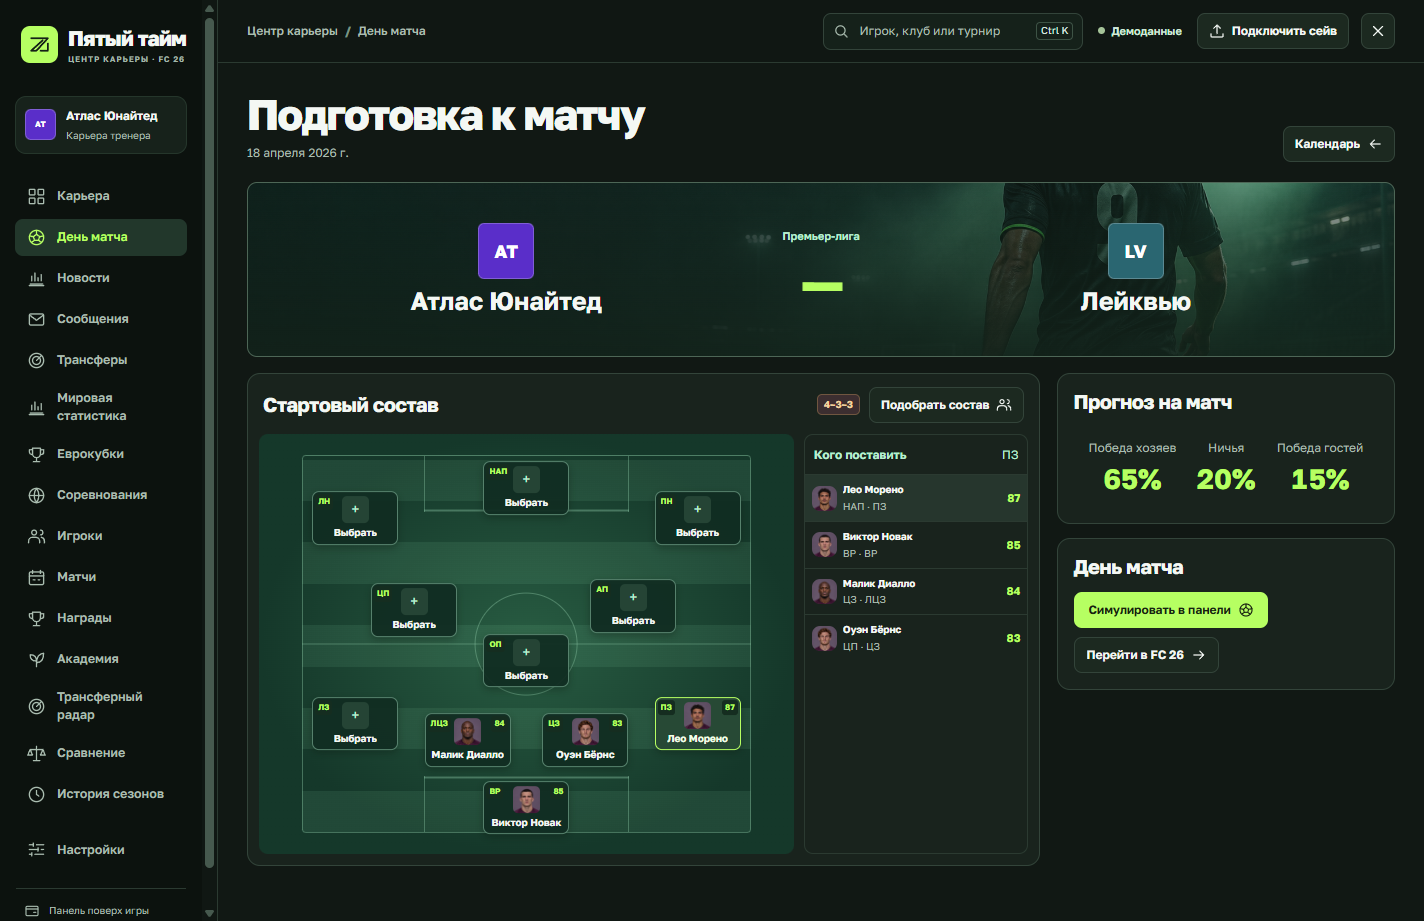 Пятый тайм
ЦЕНТР КАРЬЕРЫ · FC 26
АТ
Атлас Юнайтед
Карьера тренера
Карьера
День матча
Новости
Сообщения
Трансферы
Мировая
статистика
Еврокубки
Соревнования
Игроки
Матчи
Награды
Академия
Трансферный
радар
Сравнение
История сезонов
Настройки
Панель поверх игры
Центр карьеры / День матча
Игрок, клуб или турнир
Ctrl K
Демоданные
Подключить сейв
Подготовка к матчу
18 апреля 2026 г.
Календарь
АТ
Атлас Юнайтед
Премьер-лига
9
LV
Лейквью
Стартовый состав
4-3-3
Подобрать состав
НАП
+
Выбрать
ЛН
+
Выбрать
ПН
+
Выбрать
ЦП
+
Выбрать
АП
+
Выбрать
ОП
+
Выбрать
ЛЗ
+
Выбрать
ЛЦЗ 84
Малик Диалло
ЦЗ 83
Оуэн Бёрнс
ПЗ 87
Лео Морено
ВР 85
Виктор Новак
Кого поставить ПЗ
Лео Морено
НАП · ПЗ
87
Виктор Новак
ВР · ВР
85
Малик Диалло
ЦЗ · ЛЦЗ
84
Оуэн Бёрнс
ЦП · ЦЗ
83
Прогноз на матч
Победа хозяев Ничья Победа гостей
65% 20% 15%
День матча
Симулировать в панели
Перейти в FC 26